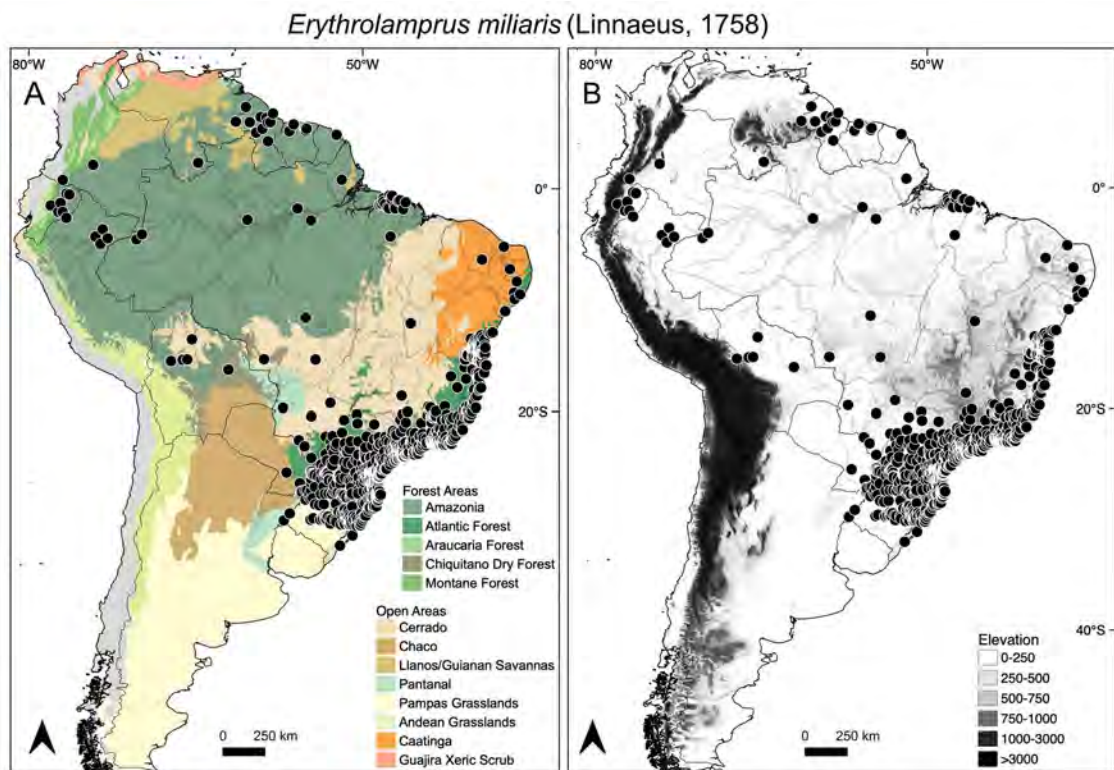 Erythrolamprus miliaris (Linnaeus, 1758)
80°W
50°W
A
0°
20°S
Forest Areas
Amazonia
Atlantic Forest
Araucaria Forest
Chiquitano Dry Forest
Montane Forest
Open Areas
Cerrado
Chaco
Llanos/Guianan Savannas
Pantanal
Pampas Grasslands
Andean Grasslands
Caatinga
Guajira Xeric Scrub
0 250 km
80°W
50°W
B
0°
20°S
40°S
Elevation
0-250
250-500
500-750
750-1000
1000-3000
>3000
0 250 km